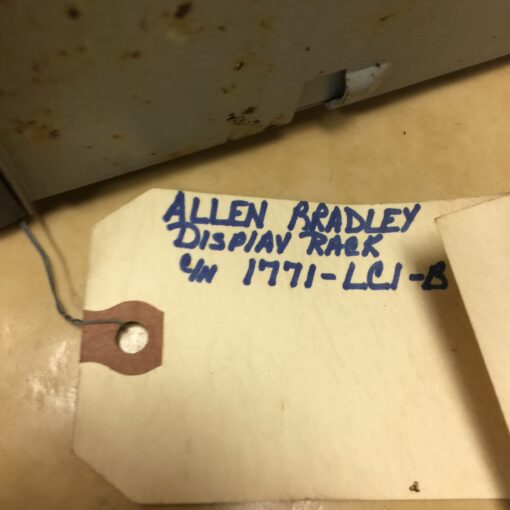 ALLEN BRADLEY
DISPLAY RACK
C/N 1771-LC1-B